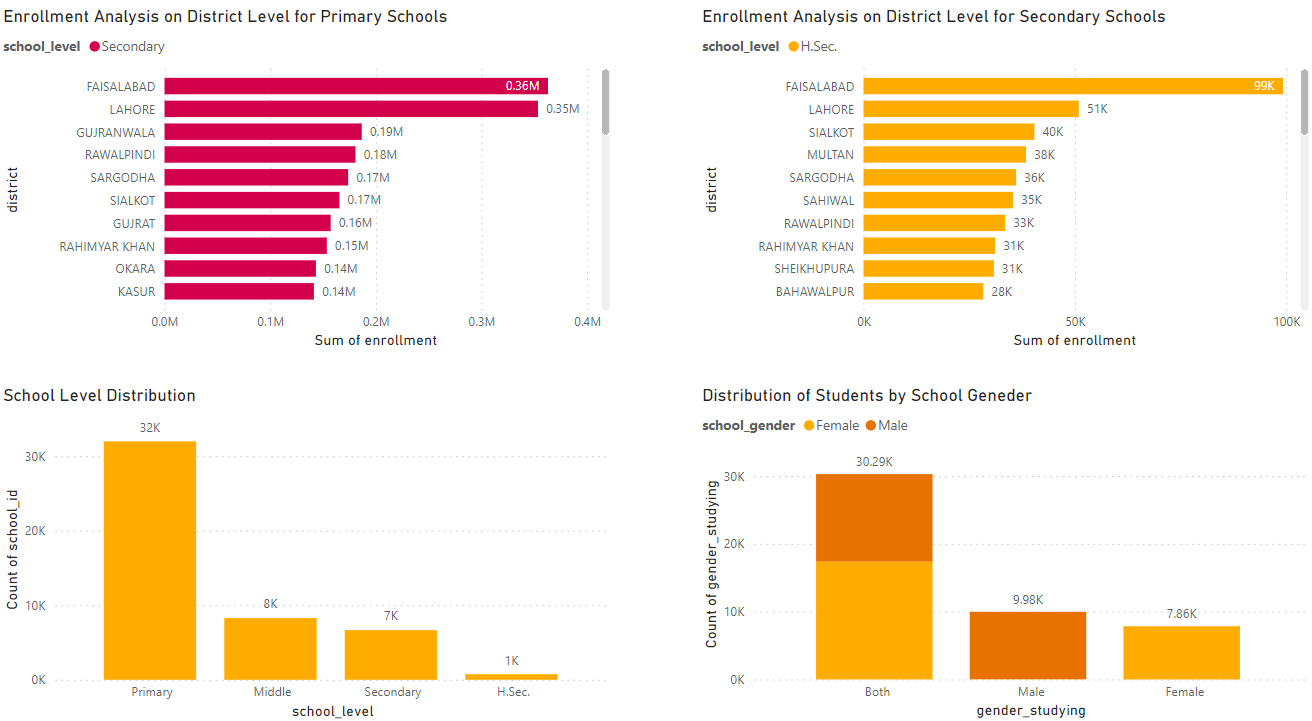 Enrollment Analysis on District Level for Primary Schools
school_level Secondary
district
FAISALABAD 0.36M
LAHORE 0.35M
GUJRANWALA 0.19M
RAWALPINDI 0.18M
SARGODHA 0.17M
SIALKOT 0.17M
GUJRAT 0.16M
RAHIMYAR KHAN 0.15M
OKARA 0.14M
KASUR 0.14M
0.0M 0.1M 0.2M 0.3M 0.4M
Sum of enrollment
Enrollment Analysis on District Level for Secondary Schools
school_level H.Sec.
district
FAISALABAD 99K
LAHORE 51K
SIALKOT 40K
MULTAN 38K
SARGODHA 36K
SAHIWAL 35K
RAWALPINDI 33K
RAHIMYAR KHAN 31K
SHEIKHUPURA 31K
BAHAWALPUR 28K
0K 50K 100K
Sum of enrollment
School Level Distribution
Count of school_id
30K
20K
10K
0K
32K
8K
7K
1K
Primary Middle Secondary H.Sec.
school_level
Distribution of Students by School Geneder
school_gender Female Male
Count of gender_studying
30K
20K
10K
0K
30.29K
9.98K
7.86K
Both Male Female
gender_studying